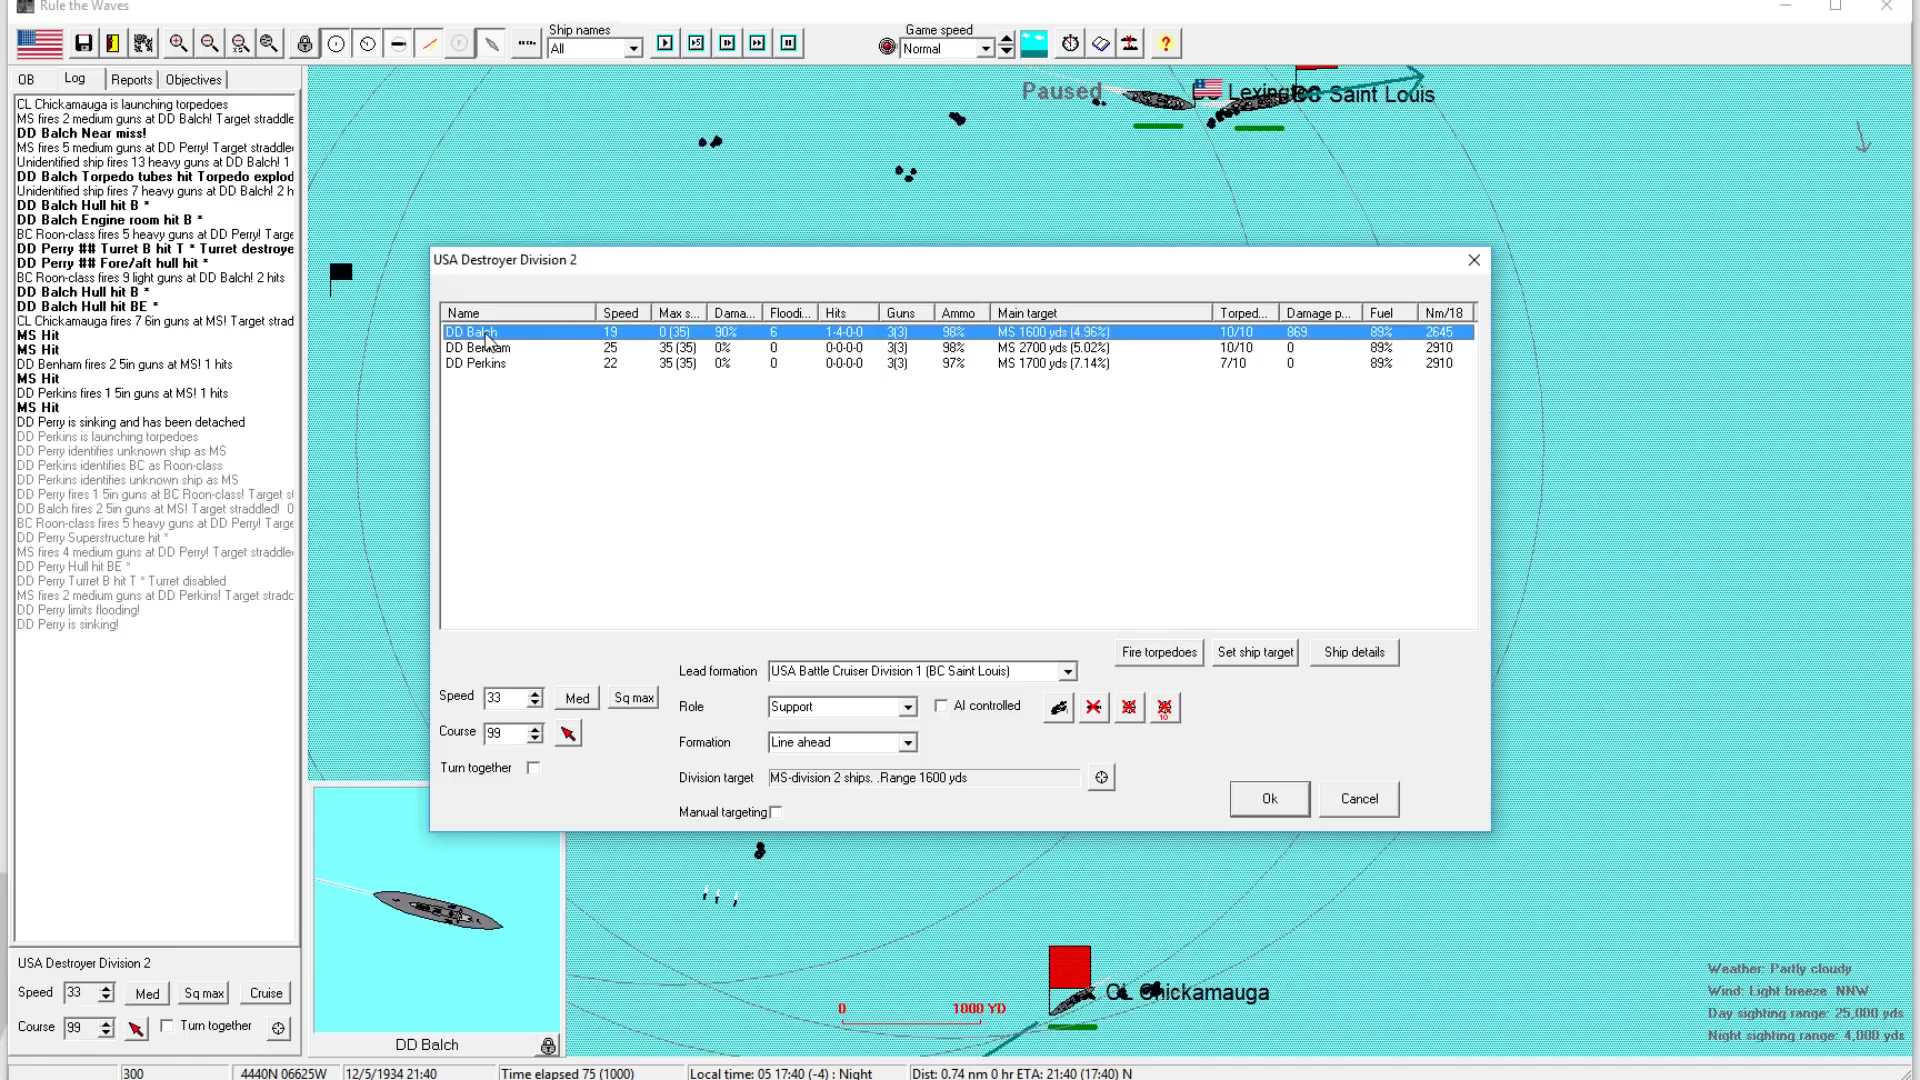 Rule the Waves
Ship names
All
Game speed
Normal
OB
Log
Reports
Objectives
CL Chickamauga is launching torpedoes
MS fires 2 medium guns at DD Balch! Target straddle
DD Balch Near miss!
MS fires 5 medium guns at DD Perry! Target straddle
Unidentified ship fires 13 heavy guns at DD Balch! 1
DD Balch Torpedo tubes hit Torpedo explod
Unidentified ship fires 7 heavy guns at DD Balch! 2 h
DD Balch Hull hit B *
DD Balch Engine room hit B *
BC Roon-class fires 5 heavy guns at DD Perry! Targe
DD Perry ## Turret B hit T * Turret destroye
DD Perry ## Fore/aft hull hit *
BC Roon-class fires 9 light guns at DD Balch! 2 hits
DD Balch Hull hit B *
DD Balch Hull hit BE *
CL Chickamauga fires 7 6in guns at MS! Target strad
MS Hit
MS Hit
DD Benham fires 2 5in guns at MS! 1 hits
MS Hit
DD Perkins fires 1 5in guns at MS! 1 hits
MS Hit
DD Perry is sinking and has been detached
DD Perkins is launching torpedoes
DD Perry identifies unknown ship as MS
DD Perkins identifies BC as Roon-class
DD Perkins identifies unknown ship as MS
DD Perry fires 1 5in guns at BC Roon-class! Target s
DD Balch fires 2 5in guns at MS! Target straddled! 0
BC Roon-class fires 5 heavy guns at DD Perry! Targe
DD Perry Superstructure hit *
MS fires 4 medium guns at DD Perry! Target straddle
DD Perry Hull hit BE *
DD Perry Turret B hit T * Turret disabled
MS fires 2 medium guns at DD Perkins! Target stradd
DD Perry limits flooding!
DD Perry is sinking!
Paused
BC Lexington
BC Saint Louis
USA Destroyer Division 2
Name Speed Max s... Dama... Floodi... Hits Guns Ammo Main target Torped... Damage p... Fuel Nm/18
DD Balch 19 0 (35) 90% 6 1-4-0-0 3(3) 98% MS 1600 yds (4.96%) 10/10 869 89% 2645
DD Benham 25 35 (35) 0% 0 0-0-0-0 3(3) 98% MS 2700 yds (5.02%) 10/10 0 89% 2910
DD Perkins 22 35 (35) 0% 0 0-0-0-0 3(3) 97% MS 1700 yds (7.14%) 7/10 0 89% 2910
Fire torpedoes
Set ship target
Ship details
Lead formation USA Battle Cruiser Division 1 (BC Saint Louis)
Speed 33 Med Sq max
Role Support
AI controlled
10
Course 99
Formation Line ahead
Turn together
Division target MS-division 2 ships. .Range 1600 yds
Manual targeting
Ok
Cancel
DD Balch
0 1000 YD
CL Chickamauga
Weather: Partly cloudy
Wind: Light breeze NNW
Day sighting range: 25,000 yds
Night sighting range: 4,000 yds
USA Destroyer Division 2
Speed 33 Med Sq max Cruise
Course 99 Turn together
300
4440N 06625W
12/5/1934 21:40
Time elapsed 75 (1000)
Local time: 05 17:40 (-4) : Night
Dist: 0.74 nm 0 hr ETA: 21:40 (17:40) N